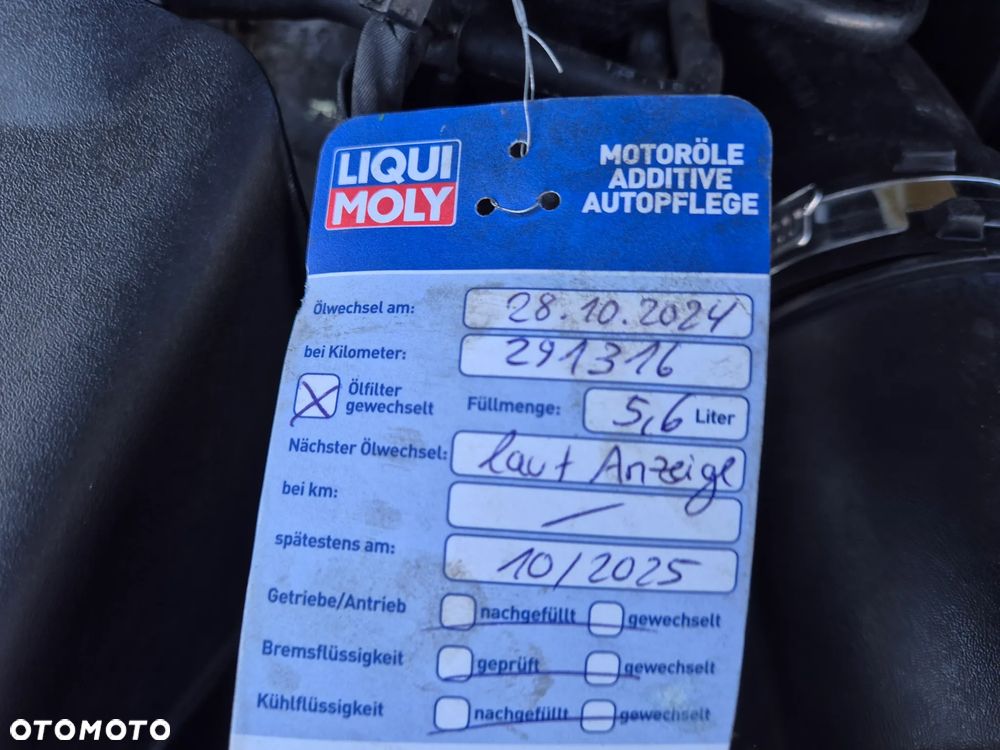 LIQUI
MOLY
MOTORÖLE
ADDITIVE
AUTOPFLEGE
Ölwechsel am: 28.10.2024
bei Kilometer: 291316
Ölfilter
gewechselt
Füllmenge: 5,6 Liter
Nächster Ölwechsel: laut Anzeige
bei km: —
spätestens am: 10/2025
Getriebe/Antrieb nachgefüllt gewechselt
Bremsflüssigkeit geprüft gewechselt
Kühlflüssigkeit nachgefüllt gewechselt
OTOMOTO